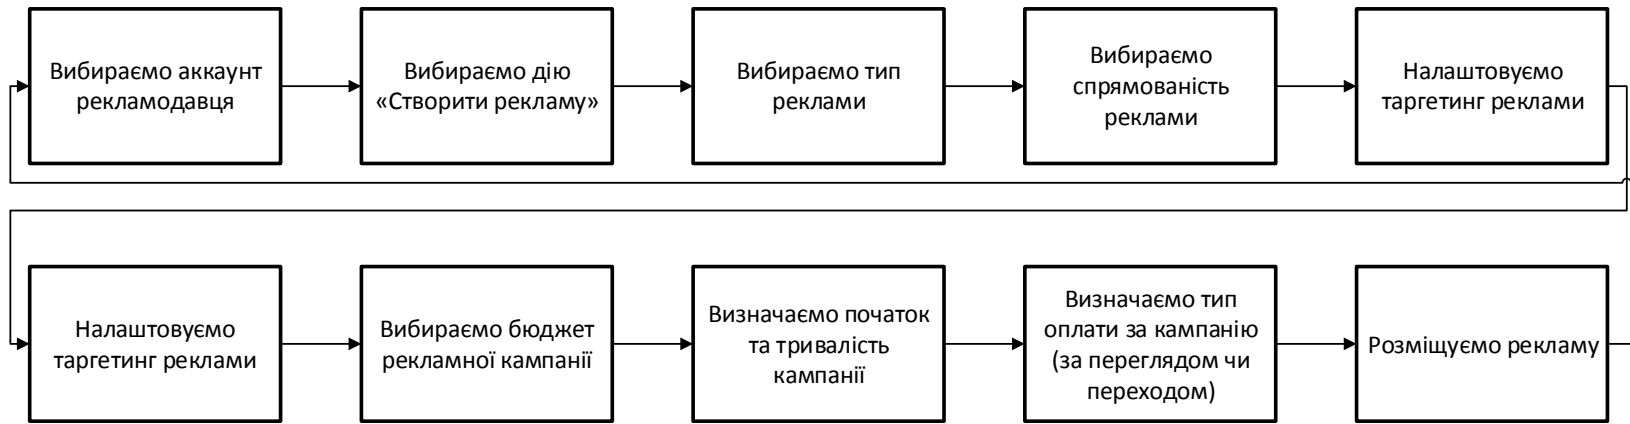 Вибираємо аккаунт
рекламодавця
Вибираємо дію
«Створити рекламу»
Вибираємо тип
реклами
Вибираємо
спрямованість
реклами
Налаштовуємо
таргетинг реклами
Налаштовуємо
таргетинг реклами
Вибираємо бюджет
рекламної кампанії
Визначаємо початок
та тривалість
кампанії
Визначаємо тип
оплати за кампанію
(за переглядом чи
переходом)
Розміщуємо рекламу